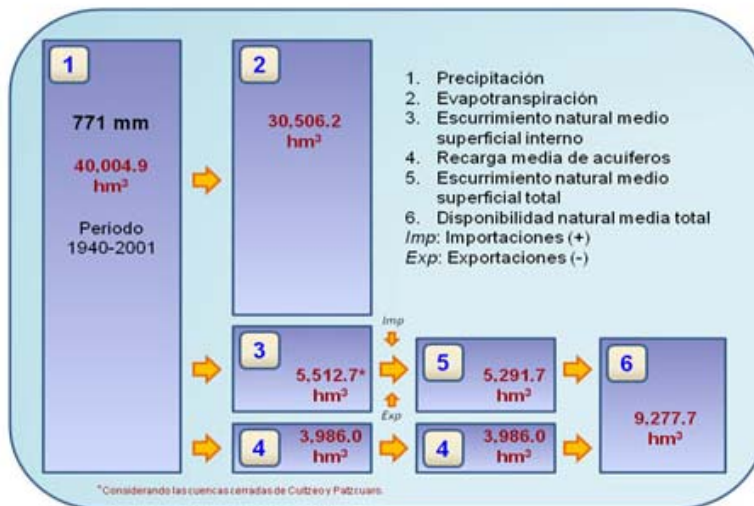 1
771 mm
40,004.9
hm³
Periodo
1940-2001
2
30,506.2
hm³
1. Precipitación
2. Evapotranspiración
3. Escurrimiento natural medio
superficial interno
4. Recarga media de acuíferos
5. Escurrimiento natural medio
superficial total
6. Disponibilidad natural media total
Imp: Importaciones (+)
Exp: Exportaciones (-)
3
5,512.7*
hm³
Imp
Exp
5
5,291.7
hm³
6
9,277.7
hm³
4
3,986.0
hm³
4
3,986.0
hm³
*Considerando las cuencas cerradas de Cuitzeo y Patzcuaro.